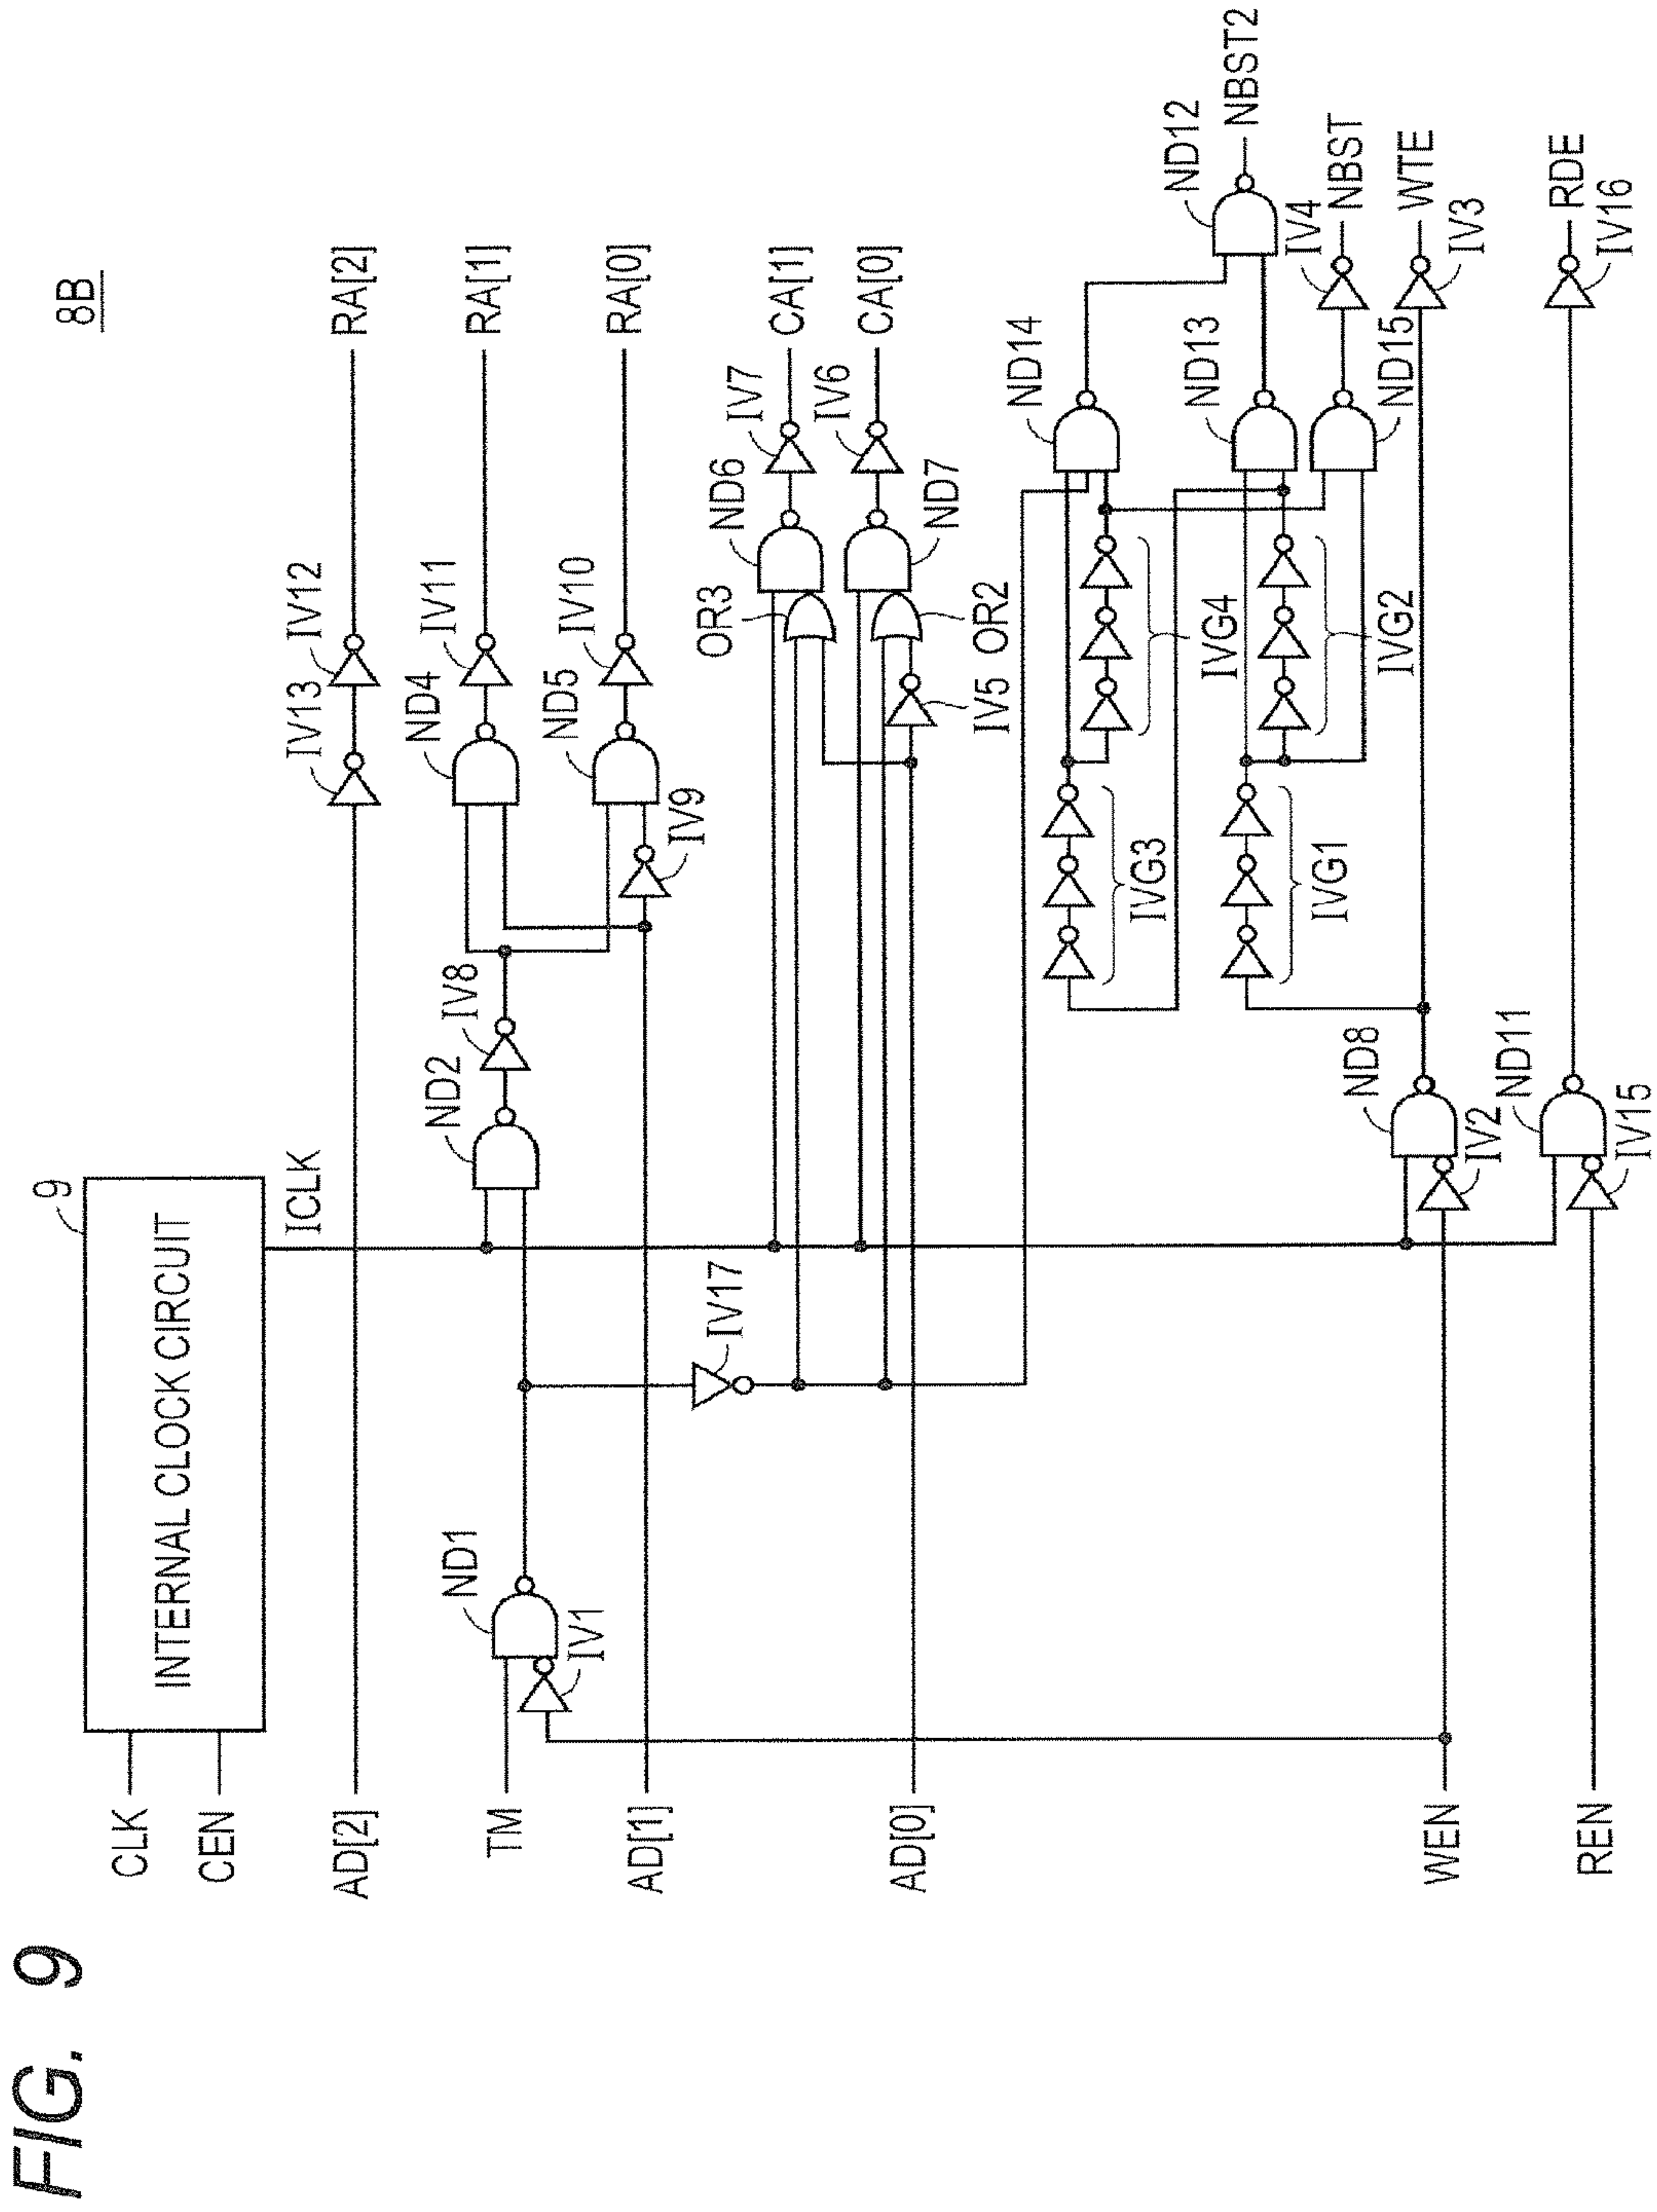 FIG. 9
8B
9
INTERNAL CLOCK CIRCUIT
CLK
CEN
ICLK
AD[2]
IV13
IV12
RA[2]
TM
ND1
IV1
ND2
IV8
ND4
IV11
RA[1]
AD[1]
IV9
ND5
IV10
RA[0]
IV17
OR3
ND6
IV7
CA[1]
AD[0]
IV5
OR2
ND7
IV6
CA[0]
IVG3
IVG4
ND14
ND12
NBST2
IVG1
IVG2
ND13
ND15
IV4
NBST
WEN
IV2
ND8
WTE
IV3
REN
IV15
ND11
RDE
IV16